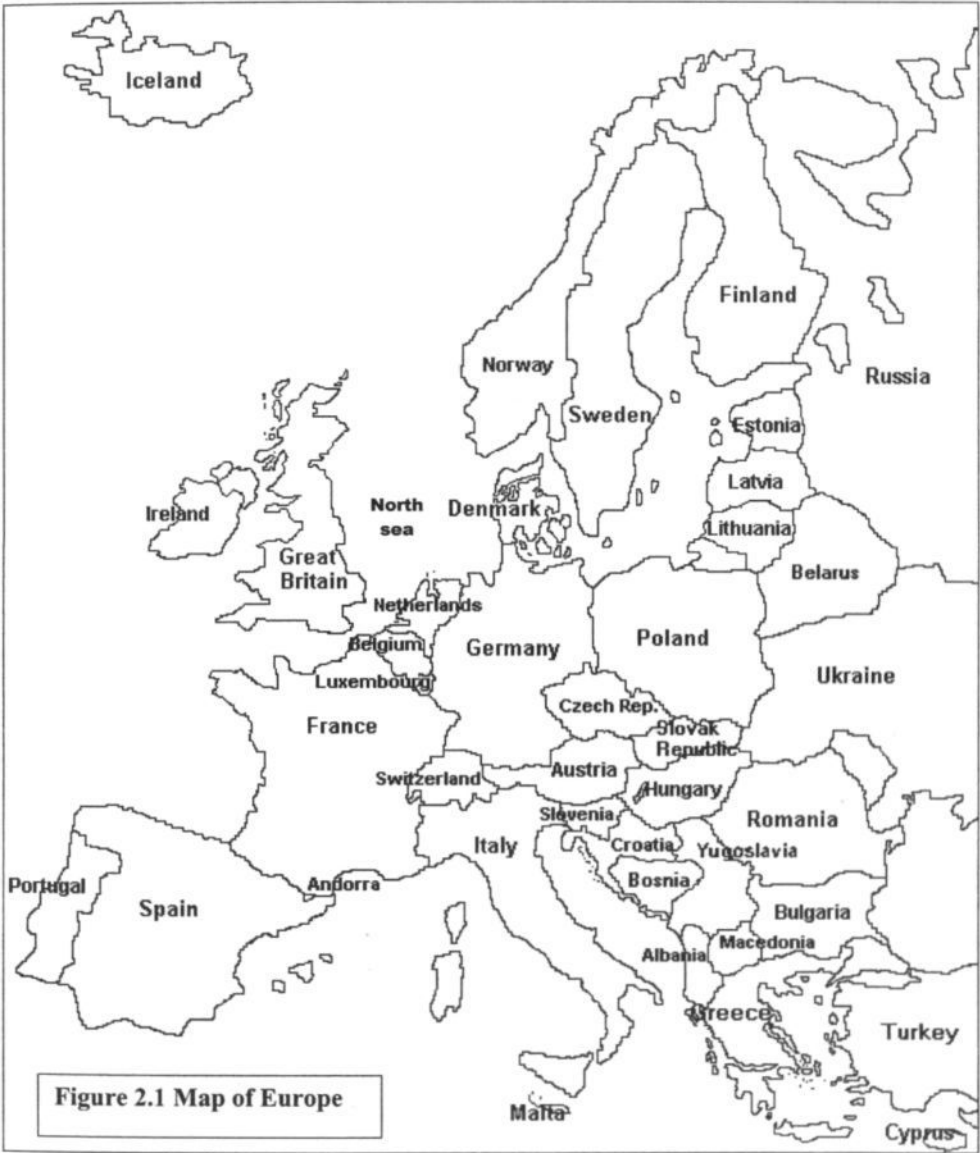 Iceland
Finland
Norway
Russia
Sweden
Estonia
Latvia
North
sea
Denmark
Ireland
Lithuania
Great
Britain
Belarus
Netherlands
Belgium
Germany
Poland
Ukraine
Luxembourg
Czech Rep.
France
Slovak
Republic
Switzerland
Austria
Hungary
Slovenia
Romania
Italy
Croatia
Yugoslavia
Portugal
Andorra
Bosnia
Spain
Bulgaria
Macedonia
Albania
Greece
Turkey
Figure 2.1 Map of Europe
Malta
Cyprus